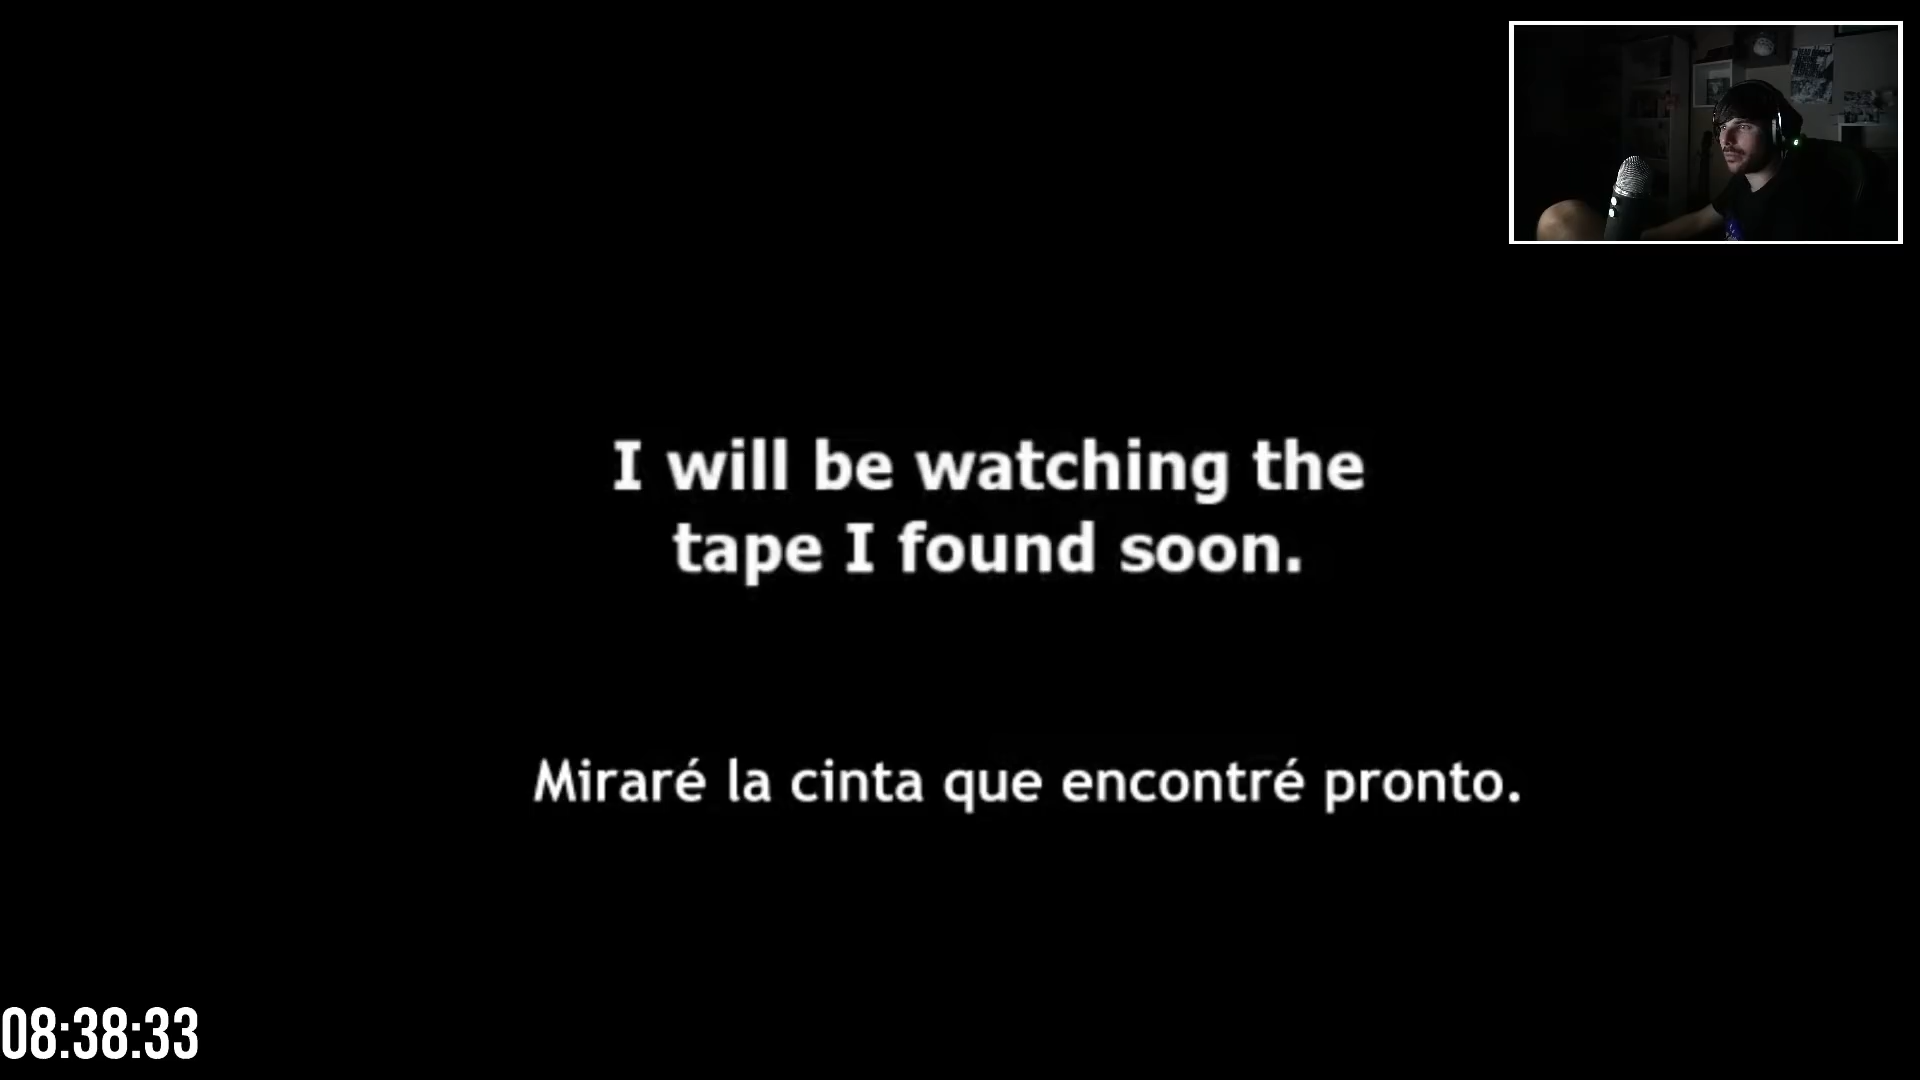 I will be watching the
tape I found soon.
Miraré la cinta que encontré pronto.
08:38:33